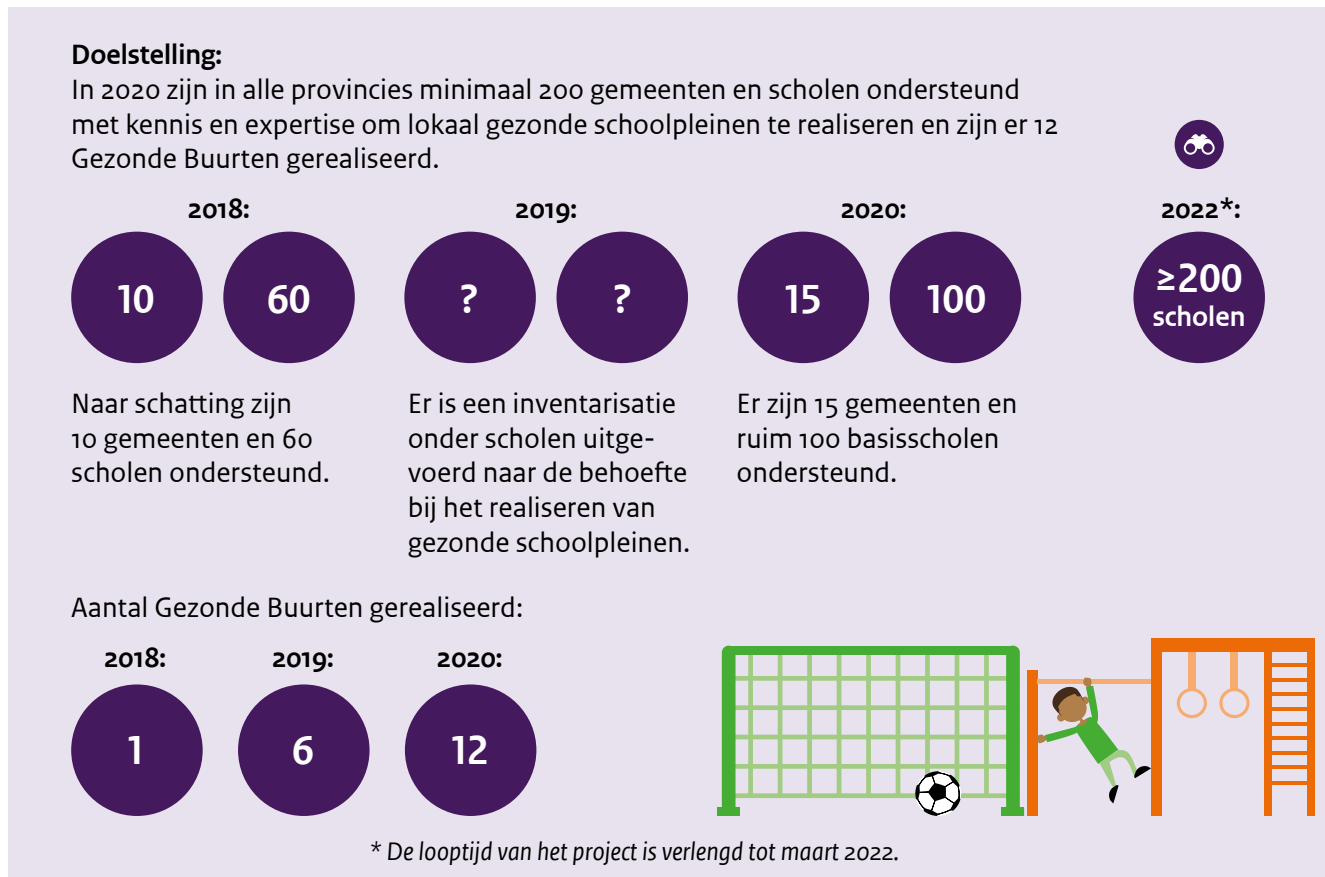 Doelstelling:
In 2020 zijn in alle provincies minimaal 200 gemeenten en scholen ondersteund
met kennis en expertise om lokaal gezonde schoolpleinen te realiseren en zijn er 12
Gezonde Buurten gerealiseerd.
2018:
10
60
Naar schatting zijn
10 gemeenten en 60
scholen ondersteund.
2019:
?
?
Er is een inventarisatie
onder scholen uitge-
voerd naar de behoefte
bij het realiseren van
gezonde schoolpleinen.
2020:
15
100
Er zijn 15 gemeenten en
ruim 100 basisscholen
ondersteund.
2022*:
≥200
scholen
Aantal Gezonde Buurten gerealiseerd:
2018:
1
2019:
6
2020:
12
* De looptijd van het project is verlengd tot maart 2022.